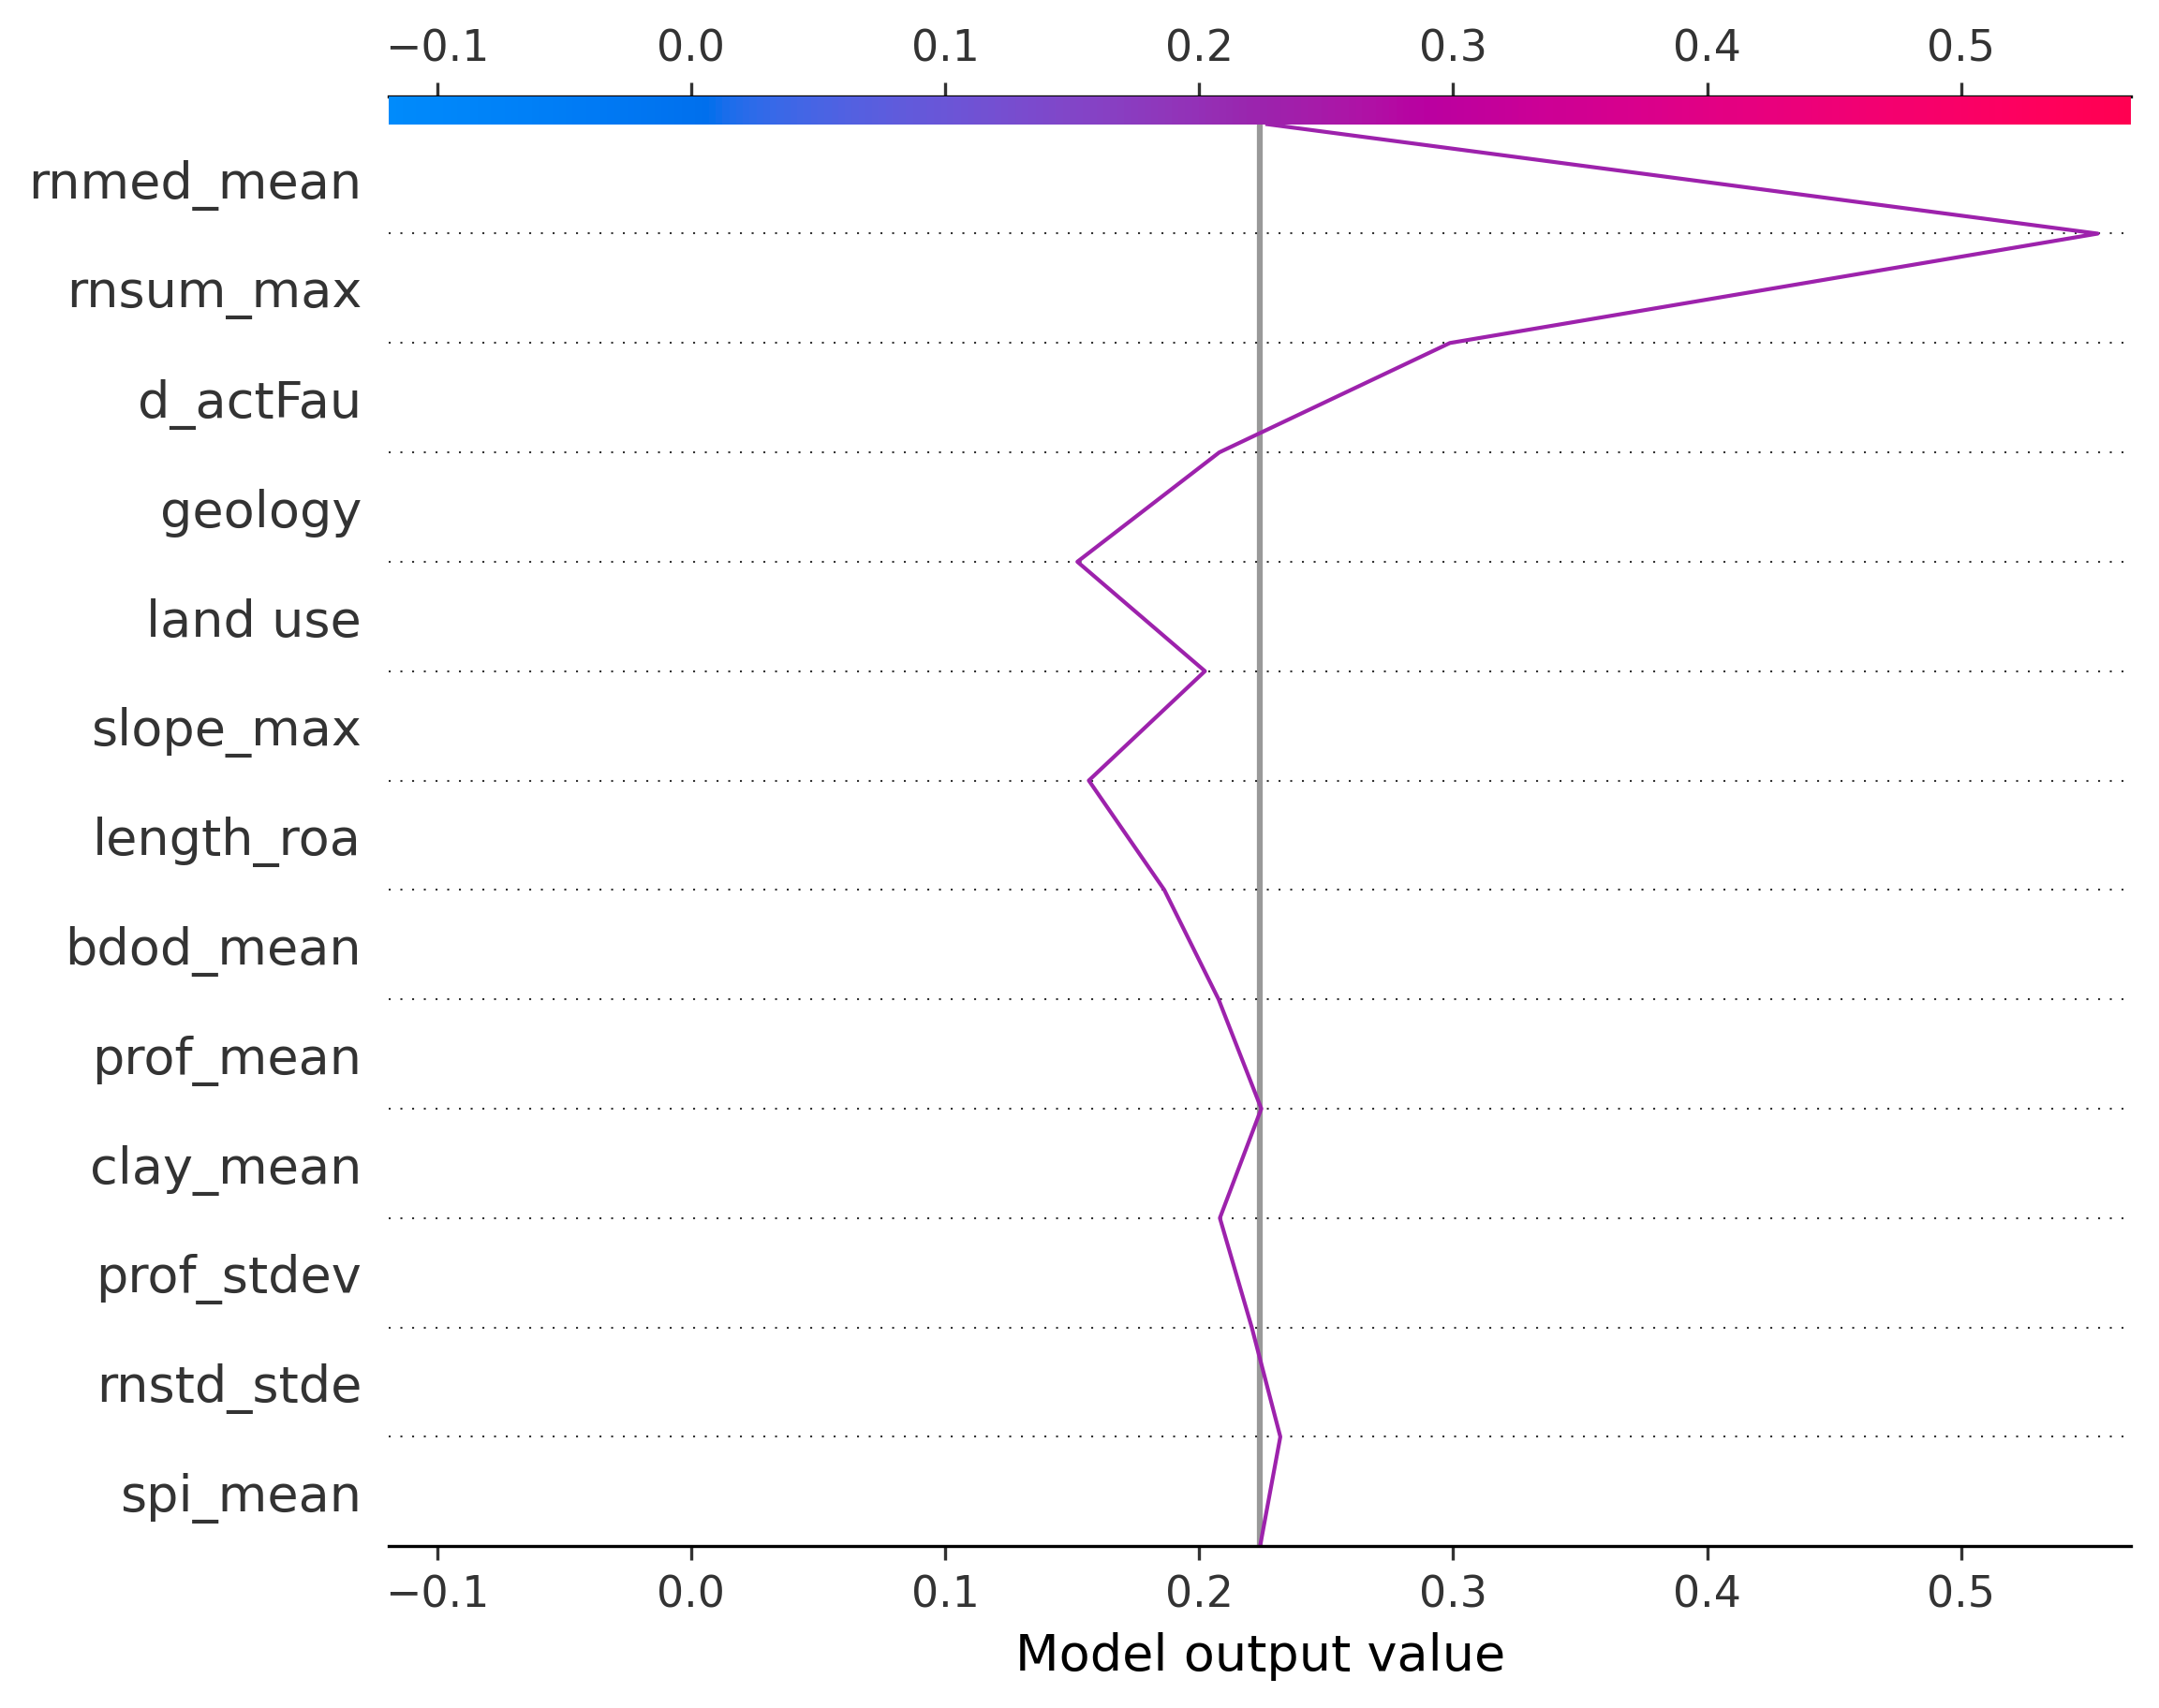 −0.1 0.0 0.1 0.2 0.3 0.4 0.5
rnmed_mean
rnsum_max
d_actFau
geology
land use
slope_max
length_roa
bdod_mean
prof_mean
clay_mean
prof_stdev
rnstd_stde
spi_mean
−0.1 0.0 0.1 0.2 0.3 0.4 0.5
Model output value